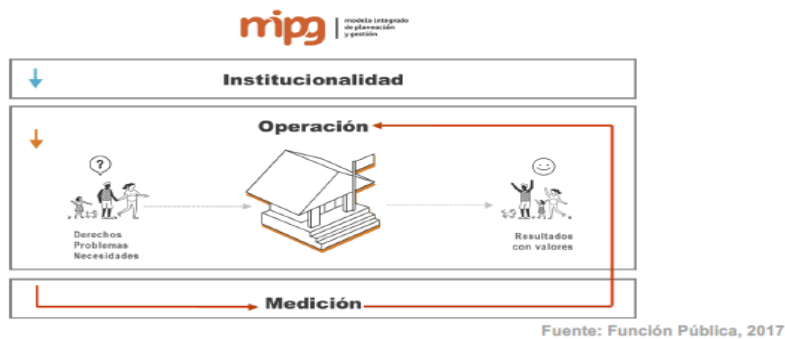 mipg
modelo integrado
de planeación
y gestión
Institucionalidad
Operación
?
Derechos
Problemas
Necesidades
Resultados
con valores
Medición
Fuente: Función Pública, 2017